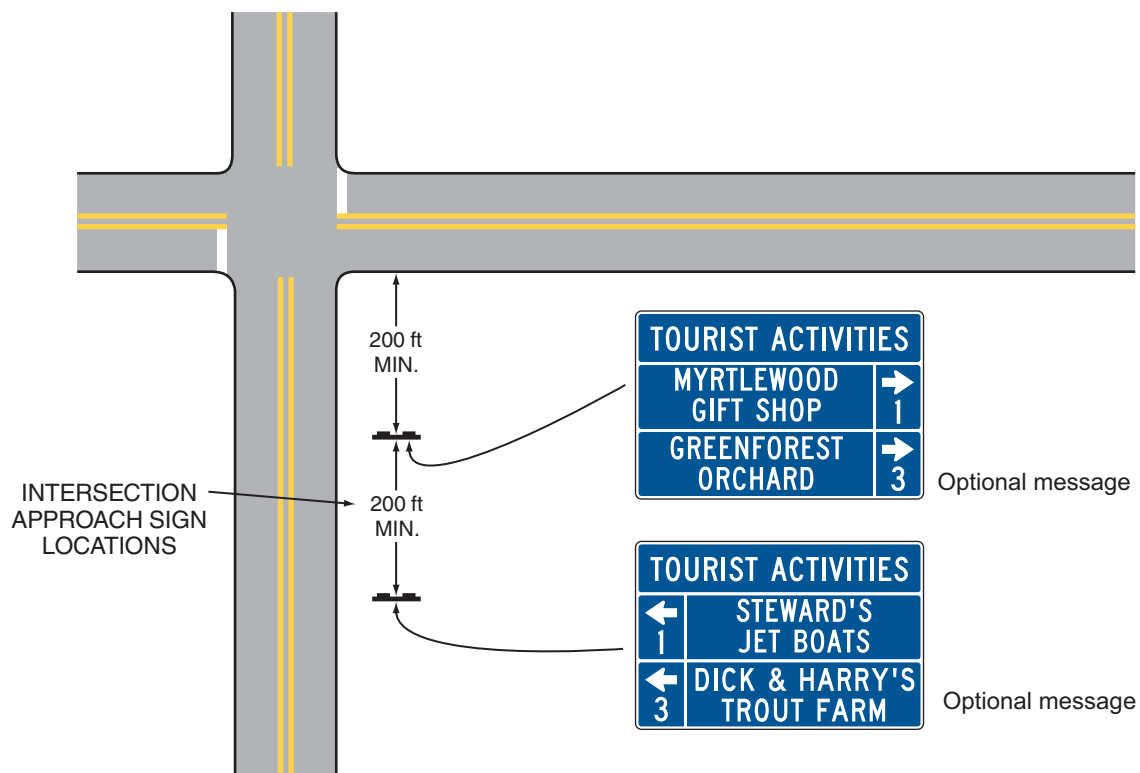 200 ft
MIN.
TOURIST ACTIVITIES
MYRTLEWOOD
GIFT SHOP
1
GREENFOREST
ORCHARD
3
Optional message
INTERSECTION
APPROACH SIGN
LOCATIONS
200 ft
MIN.
TOURIST ACTIVITIES
1
STEWARD'S
JET BOATS
3
DICK & HARRY'S
TROUT FARM
Optional message